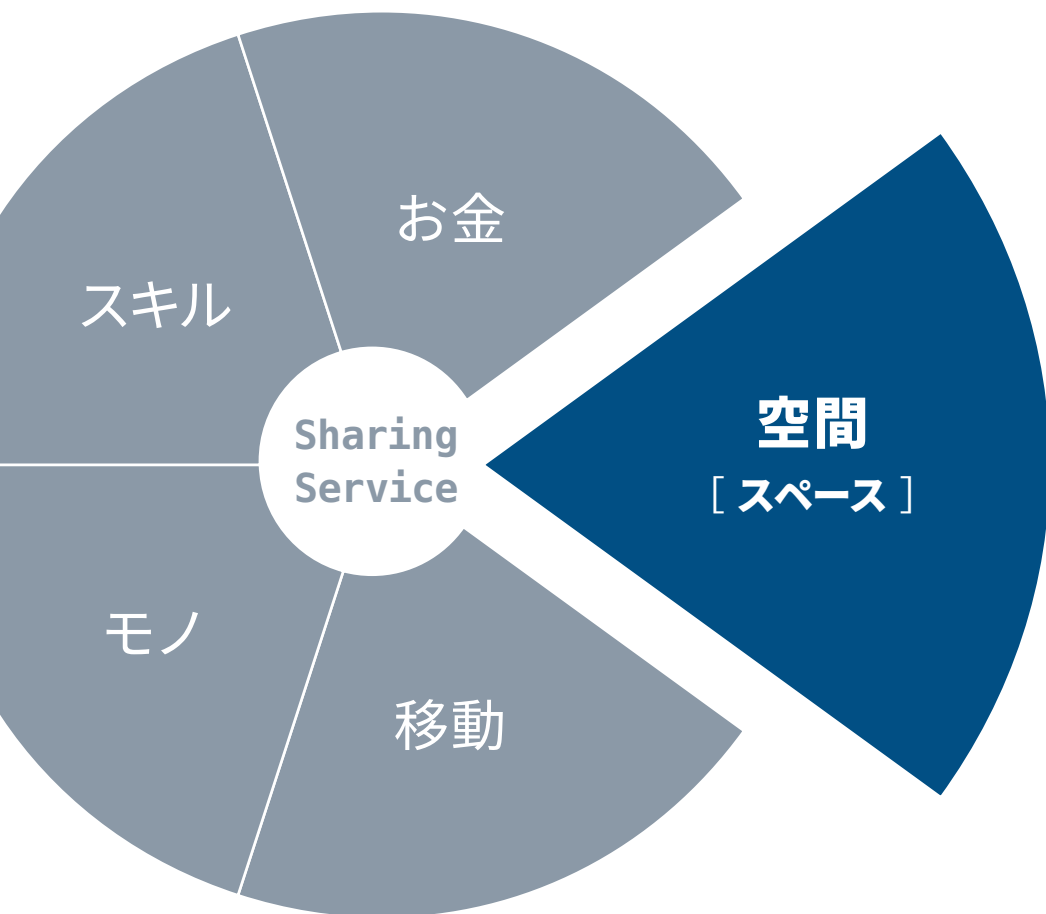 お金
スキル
Sharing
Service
空間
［ スペース ］
モノ
移動